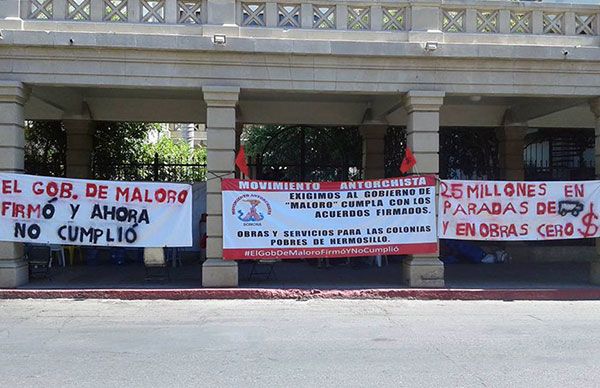 EL GOB. DE MALORO
FIRMÓ Y AHORA
NO CUMPLIÓ
MOVIMIENTO ANTORCHISTA
EXIGIMOS AL GOBIERNO DE
"MALORO" CUMPLA CON LOS
ACUERDOS FIRMADOS.
SONORA
OBRAS Y SERVICIOS PARA LAS COLONIAS
POBRES DE HERMOSILLO.
#ElGobDeMaloroFirmóYNoCumplió
25 MILLONES EN
PARADAS DE
Y EN OBRAS CERO $